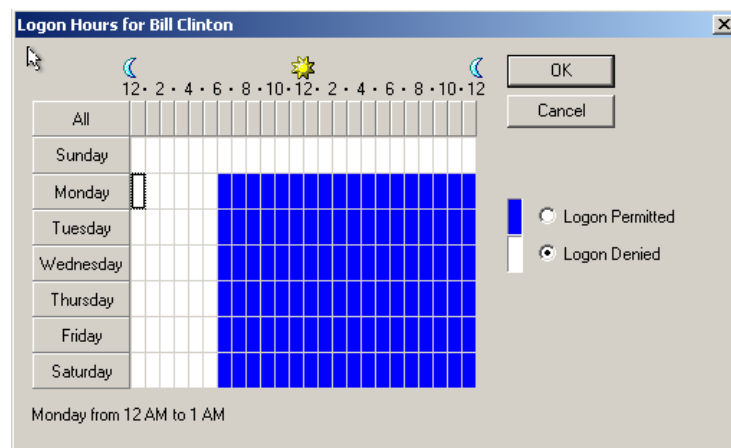 Logon Hours for Bill Clinton
12 · 2 · 4 · 6 · 8 · 10 · 12 · 2 · 4 · 6 · 8 · 10 · 12
OK
Cancel
All
Sunday
Monday
Tuesday
Wednesday
Thursday
Friday
Saturday
Logon Permitted
Logon Denied
Monday from 12 AM to 1 AM